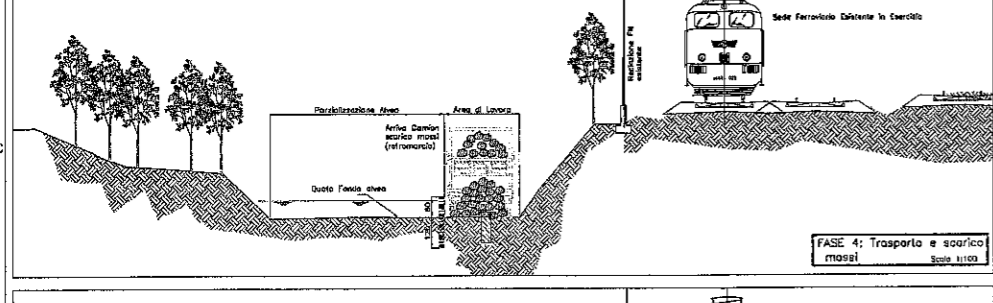 Sede Ferroviaria Esistente in Esercizio
Recinzione FN
esistente
Parzializzazione Alveo
Area di Lavoro
Arrivo Camion
scarico massi
(retromarcia)
Quota Fondo alveo
FASE 4: Trasporto e scarico
massi
Scala 1:100